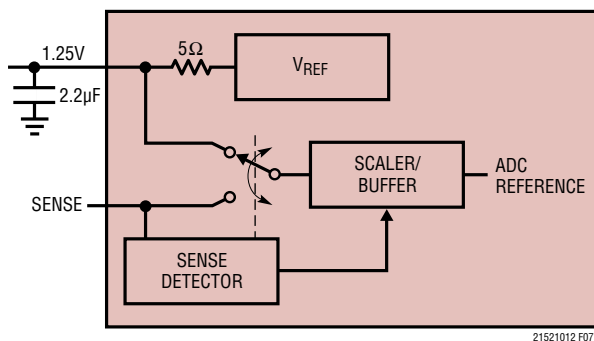 1.25V
5Ω
VREF
2.2µF
SCALER/
BUFFER
ADC
REFERENCE
SENSE
SENSE
DETECTOR
21521012 F07